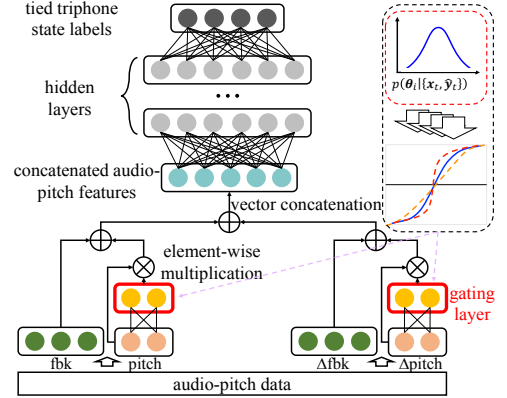 tied triphone
state labels
hidden
layers
...
concatenated audio-
pitch features
vector concatenation
element-wise
multiplication
p(θᵢ|{xₜ, ŷₜ})
gating
layer
fbk
pitch
Δfbk
Δpitch
audio-pitch data